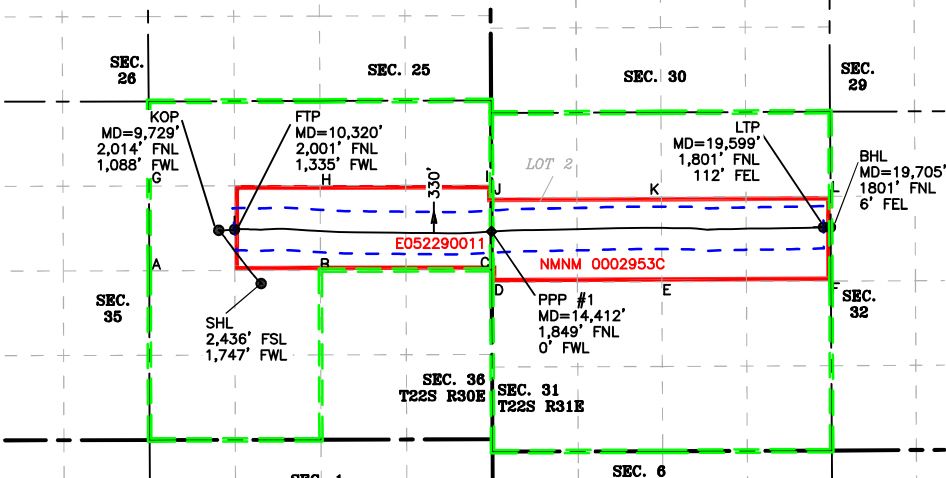 SEC. 26
SEC. 25
SEC. 30
SEC. 29
KOP
MD=9,729'
2,014' FNL
1,088' FWL
FTP
MD=10,320'
2,001' FNL
1,335' FWL
LTP
MD=19,599'
1,801' FNL
112' FEL
BHL
MD=19,705'
1801' FNL
6' FEL
LOT 2
G
H
I
J
K
L
330'
E052290011
NMNM 0002953C
A
B
C
D
E
F
SEC. 35
SHL
2,436' FSL
1,747' FWL
PPP #1
MD=14,412'
1,849' FNL
0' FWL
SEC. 32
SEC. 36
T22S R30E
SEC. 31
T22S R31E
SEC. 1
SEC. 6